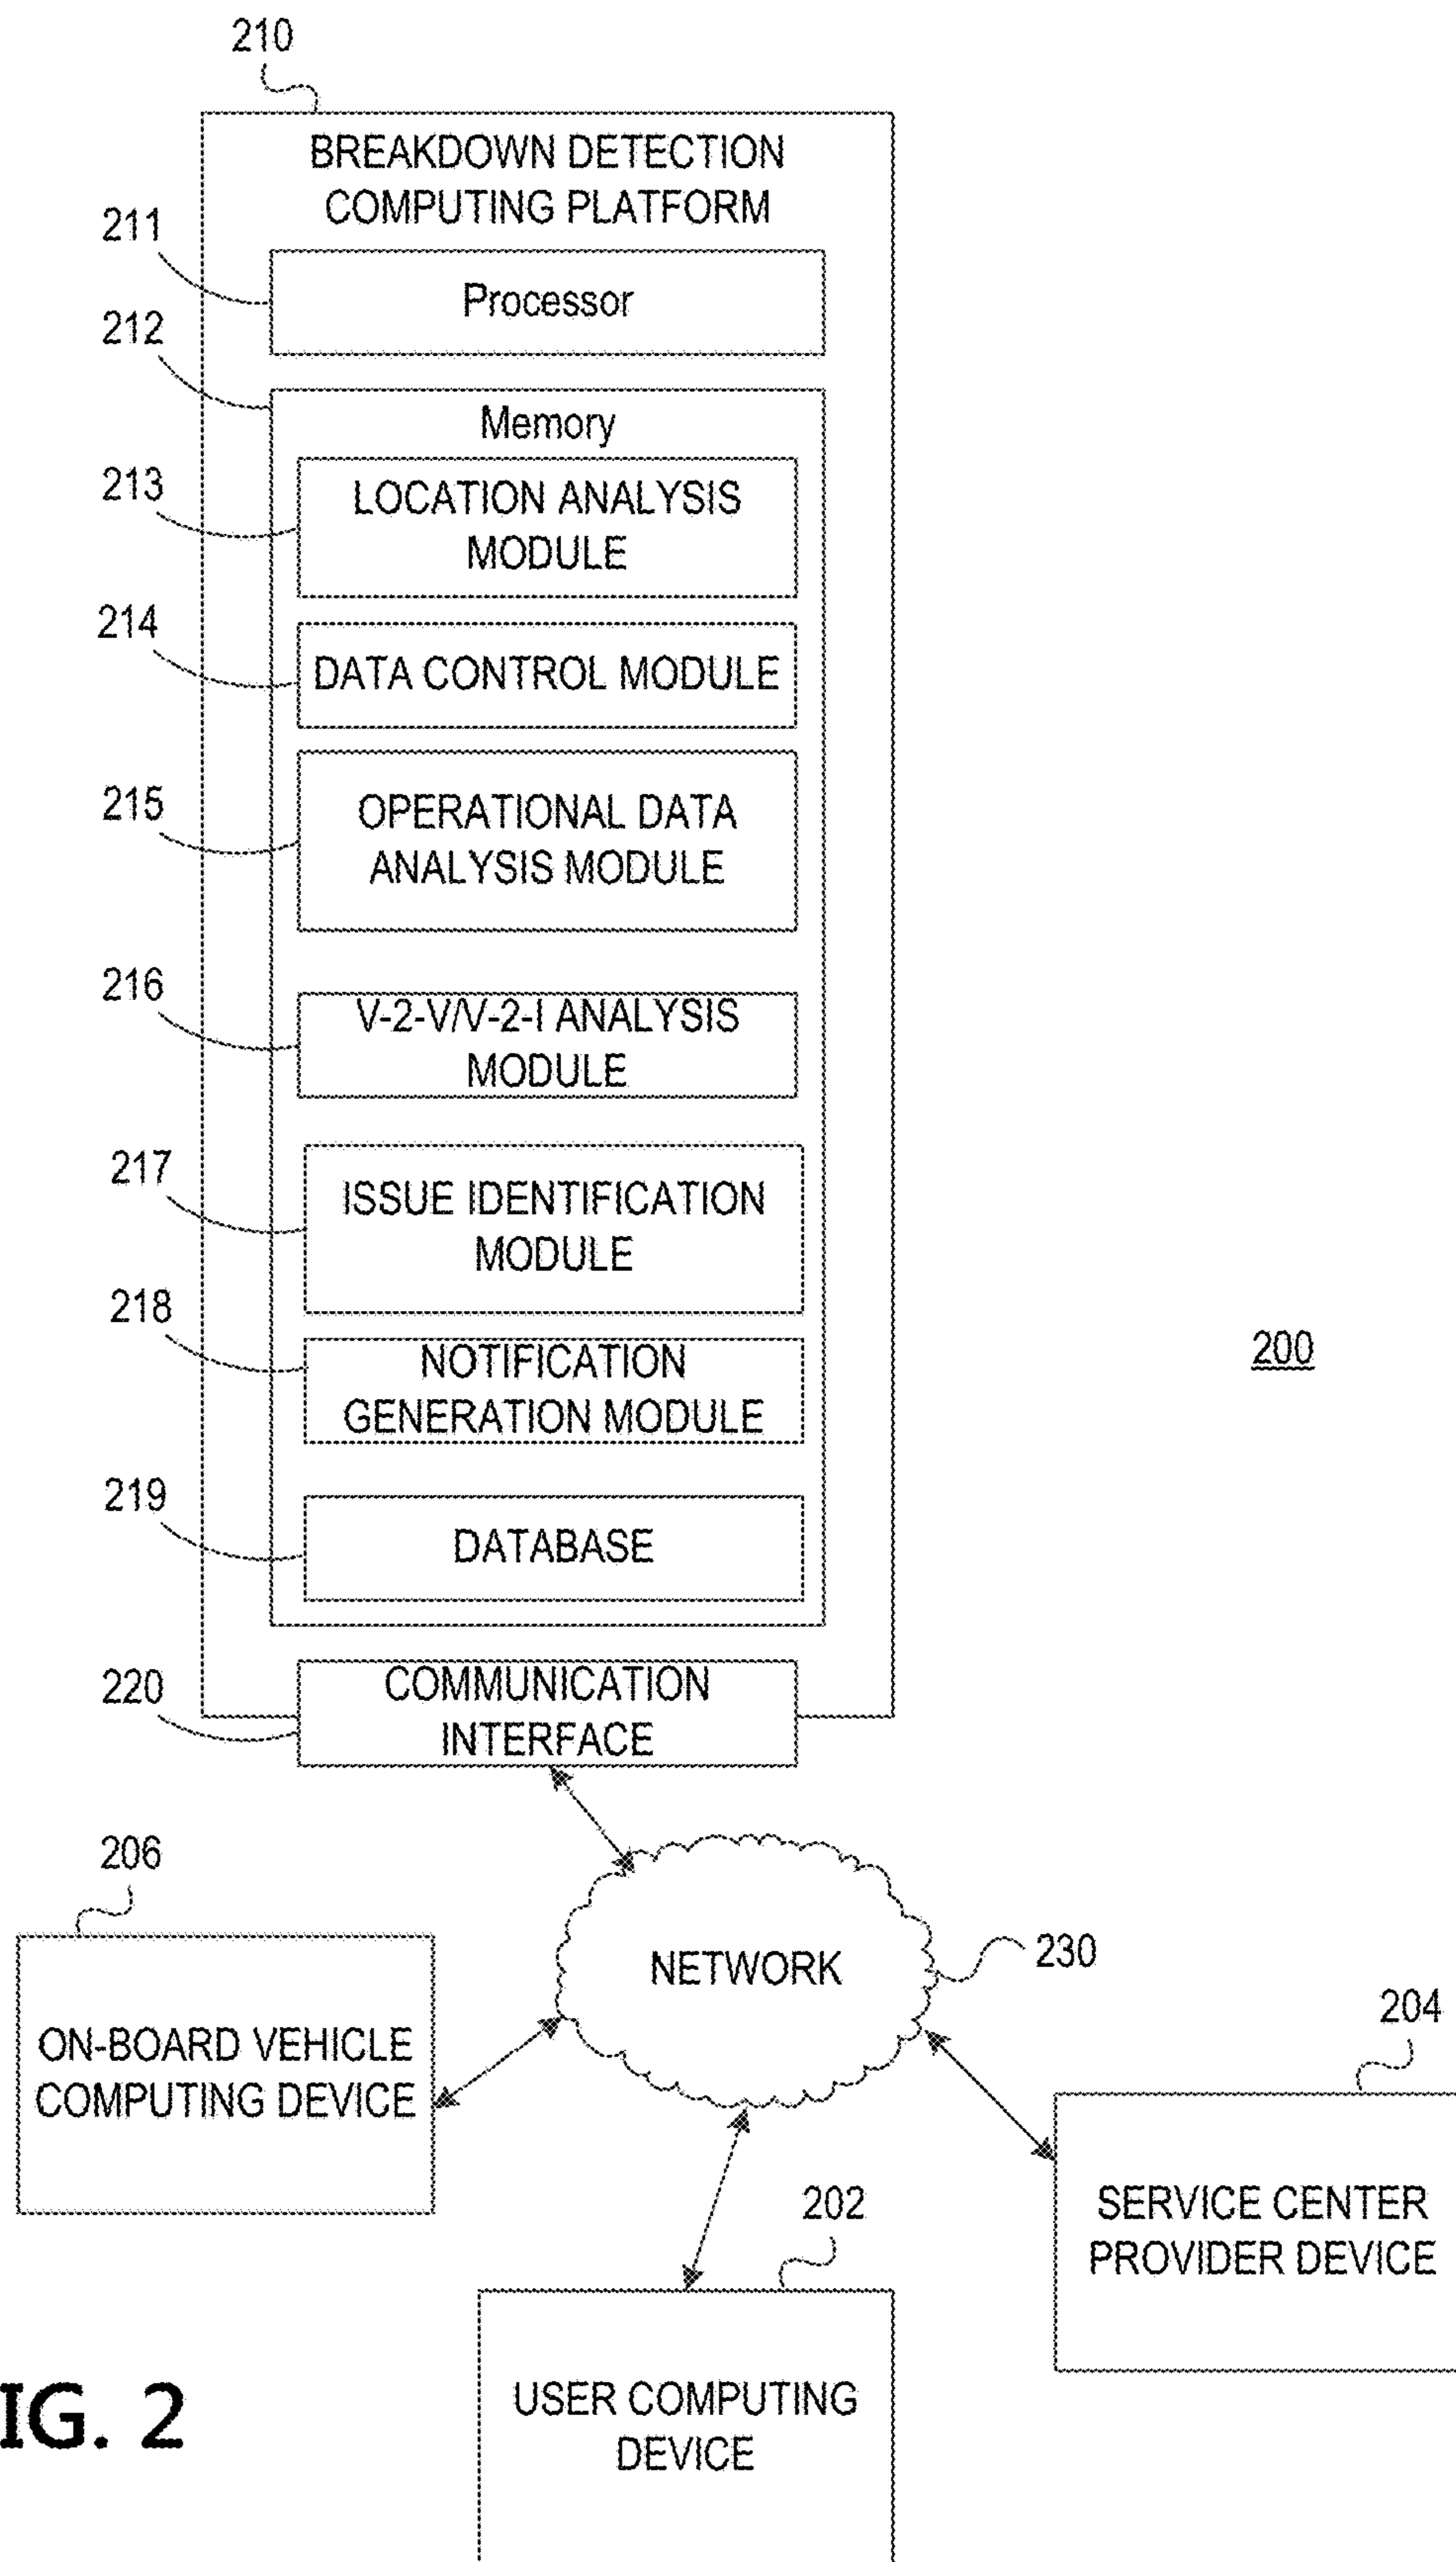 210
BREAKDOWN DETECTION
COMPUTING PLATFORM
211
Processor
212
Memory
213
LOCATION ANALYSIS
MODULE
214
DATA CONTROL MODULE
215
OPERATIONAL DATA
ANALYSIS MODULE
216
V-2-V/V-2-I ANALYSIS
MODULE
217
ISSUE IDENTIFICATION
MODULE
218
NOTIFICATION
GENERATION MODULE
200
219
DATABASE
220
COMMUNICATION
INTERFACE
206
ON-BOARD VEHICLE
COMPUTING DEVICE
NETWORK
230
204
SERVICE CENTER
PROVIDER DEVICE
202
USER COMPUTING
DEVICE
IG. 2